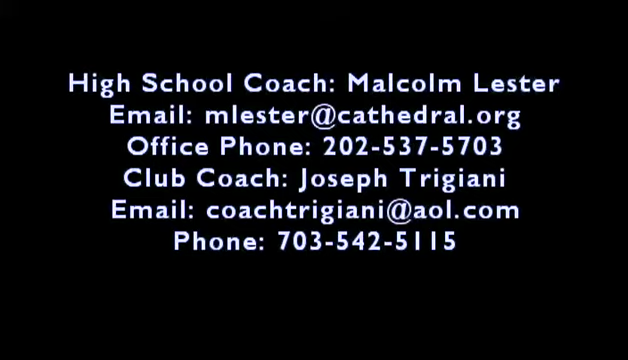 High School Coach: Malcolm Lester
Email: mlester@cathedral.org
Office Phone: 202-537-5703
Club Coach: Joseph Trigiani
Email: coachtrigiani@aol.com
Phone: 703-542-5115